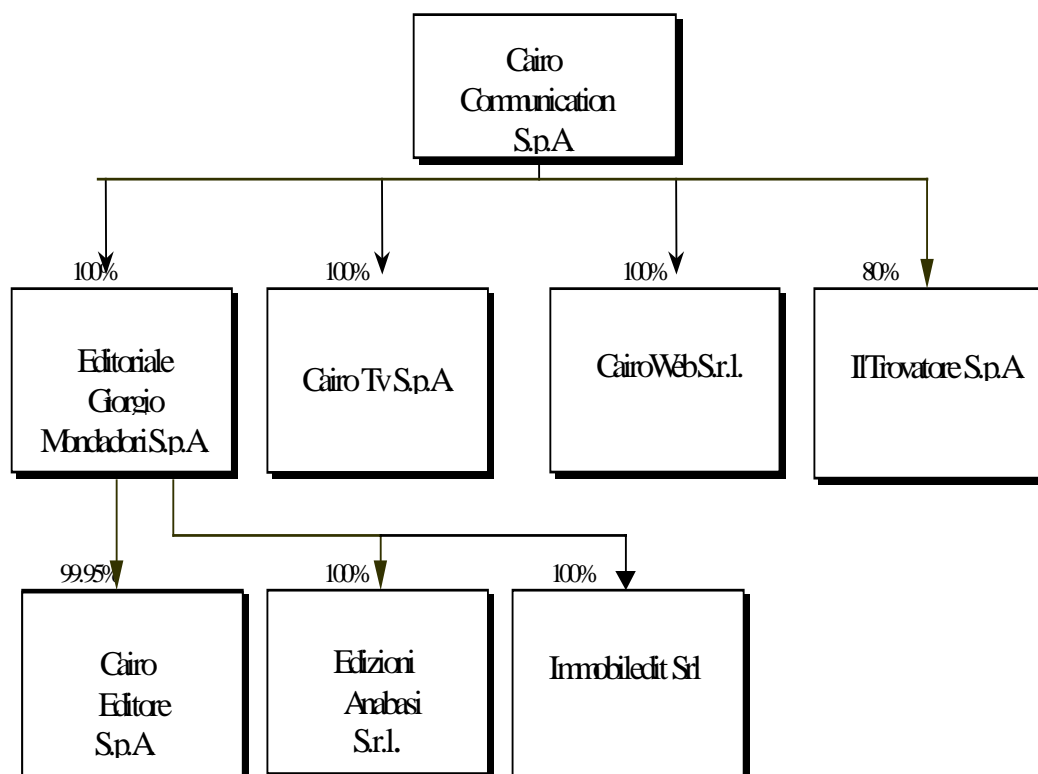 Cairo
Communication
S.p.A
100%
100%
100%
80%
Editoriale
Giorgio
Mondadori S.p.A
Cairo Tv S.p.A
Cairo Web S.r.l.
Il Trovatore S.p.A
99.95%
100%
100%
Cairo
Editore
S.p.A
Edizioni
Anabasi
S.r.l.
Immobiledit Srl